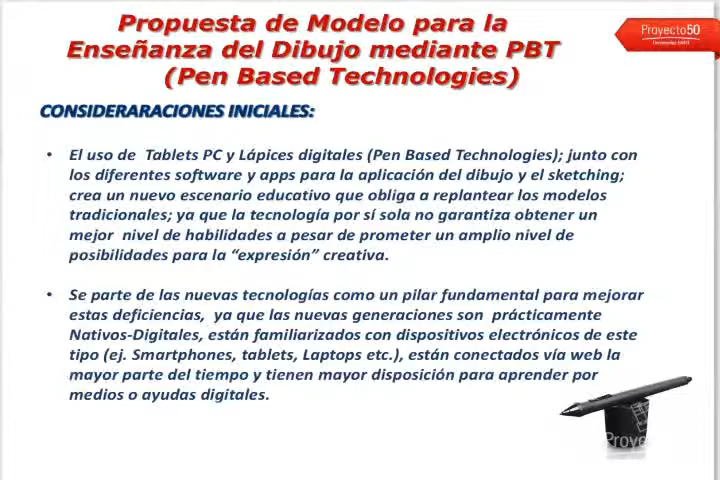 Propuesta de Modelo para la
Enseñanza del Dibujo mediante PBT
(Pen Based Technologies)
Proyecto50
CONSIDERARACIONES INICIALES:
• El uso de Tablets PC y Lápices digitales (Pen Based Technologies); junto con
los diferentes software y apps para la aplicación del dibujo y el sketching;
crea un nuevo escenario educativo que obliga a replantear los modelos
tradicionales; ya que la tecnología por sí sola no garantiza obtener un
mejor nivel de habilidades a pesar de prometer un amplio nivel de
posibilidades para la “expresión” creativa.
• Se parte de las nuevas tecnologías como un pilar fundamental para mejorar
estas deficiencias, ya que las nuevas generaciones son prácticamente
Nativos-Digitales, están familiarizados con dispositivos electrónicos de este
tipo (ej. Smartphones, tablets, Laptops etc.), están conectados vía web la
mayor parte del tiempo y tienen mayor disposición para aprender por
medios o ayudas digitales.